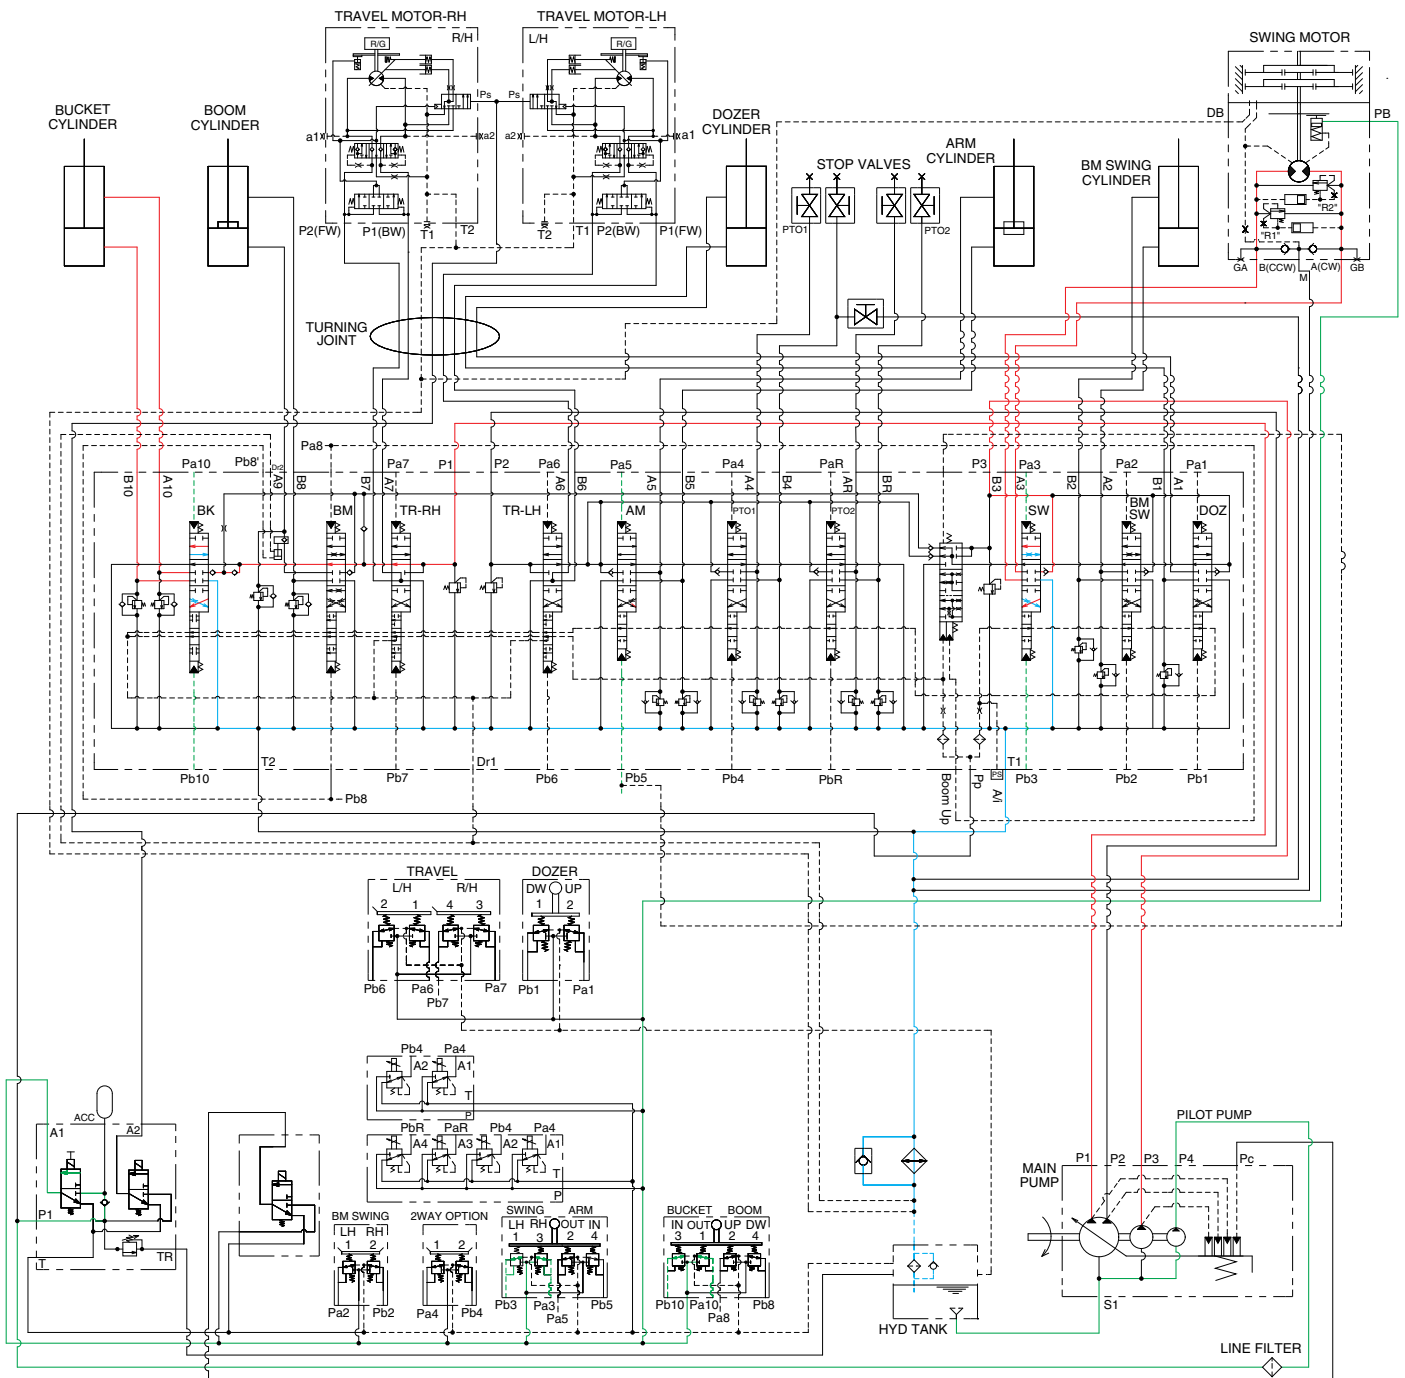 TRAVEL MOTOR-RH
TRAVEL MOTOR-LH
R/G
R/H
L/H
R/G
SWING MOTOR
BUCKET
CYLINDER
BOOM
CYLINDER
Ps
Ps
DOZER
CYLINDER
DB
PB
a1
a2
a2
a1
ARM
CYLINDER
STOP VALVES
BM SWING
CYLINDER
"R2"
"R1"
PTO1
PTO2
P2(FW)
P1(BW)
T1
T2
T2
T1
P2(BW)
P1(FW)
GA
B(CCW)
M
A(CW)
GB
TURNING
JOINT
Pa8
Pa10
Pb8'
Dr2
Pa7
P1
P2
Pa6
Pa5
Pa4
PaR
P3
Pa3
Pa2
Pa1
B10
A10
A9
B8
B7
A7
A6
B6
A5
B5
A4
B4
AR
BR
B3
A3
B2
A2
B1
A1
BK
BM
TR-RH
TR-LH
AM
PTO1
PTO2
SW
BM
SW
DOZ
T2
Dr1
T1
Pb10
Pb7
Pb6
Pb5
Pb4
PbR
Boom Up
Pp
PS
A/i
Pb3
Pb2
Pb1
Pb8
TRAVEL
DOZER
L/H
R/H
DW
UP
2
1
4
3
1
2
Pb6
Pa6
Pb7
Pa7
Pb1
Pa1
Pb4
Pa4
A2
A1
T
P
PbR
PaR
Pb4
Pa4
A4
A3
A2
A1
T
P
ACC
A1
A2
P1
T
TR
PILOT PUMP
MAIN
PUMP
P1
P2
P3
P4
Pc
S1
BM SWING
LH
RH
1
2
Pa2
Pb2
2WAY OPTION
1
2
Pa4
Pb4
SWING
ARM
LH
RH
OUT
IN
1
3
2
4
Pb3
Pa3
Pa5
Pb5
BUCKET
BOOM
IN
OUT
UP
DW
3
1
2
4
Pb10
Pa10
Pa8
Pb8
HYD TANK
LINE FILTER